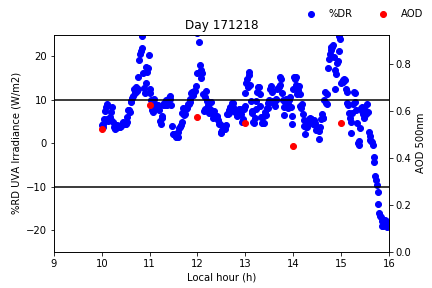 %DR AOD
Day 171218
%RD UVA Irradiance (W/m2)
20
10
0
−10
−20
0.8
0.6
0.4
0.2
0.0
AOD 500nm
9 10 11 12 13 14 15 16
Local hour (h)